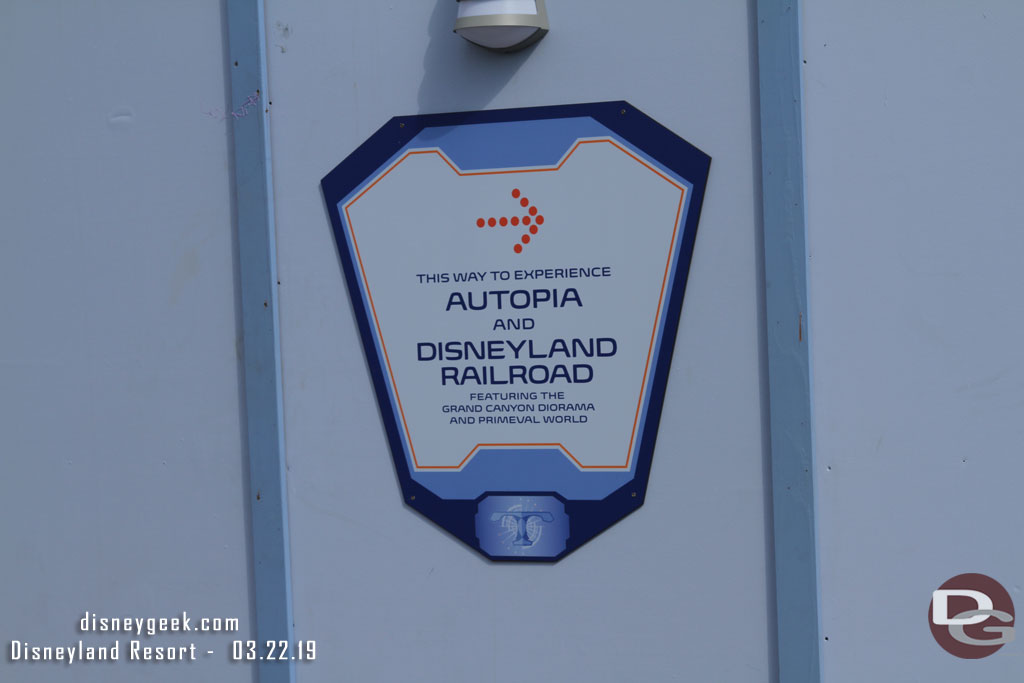 THIS WAY TO EXPERIENCE
AUTOPIA
AND
DISNEYLAND
RAILROAD
FEATURING THE
GRAND CANYON DIORAMA
AND PRIMEVAL WORLD
T
disneygeek.com
Disneyland Resort - 03.22.19
DG